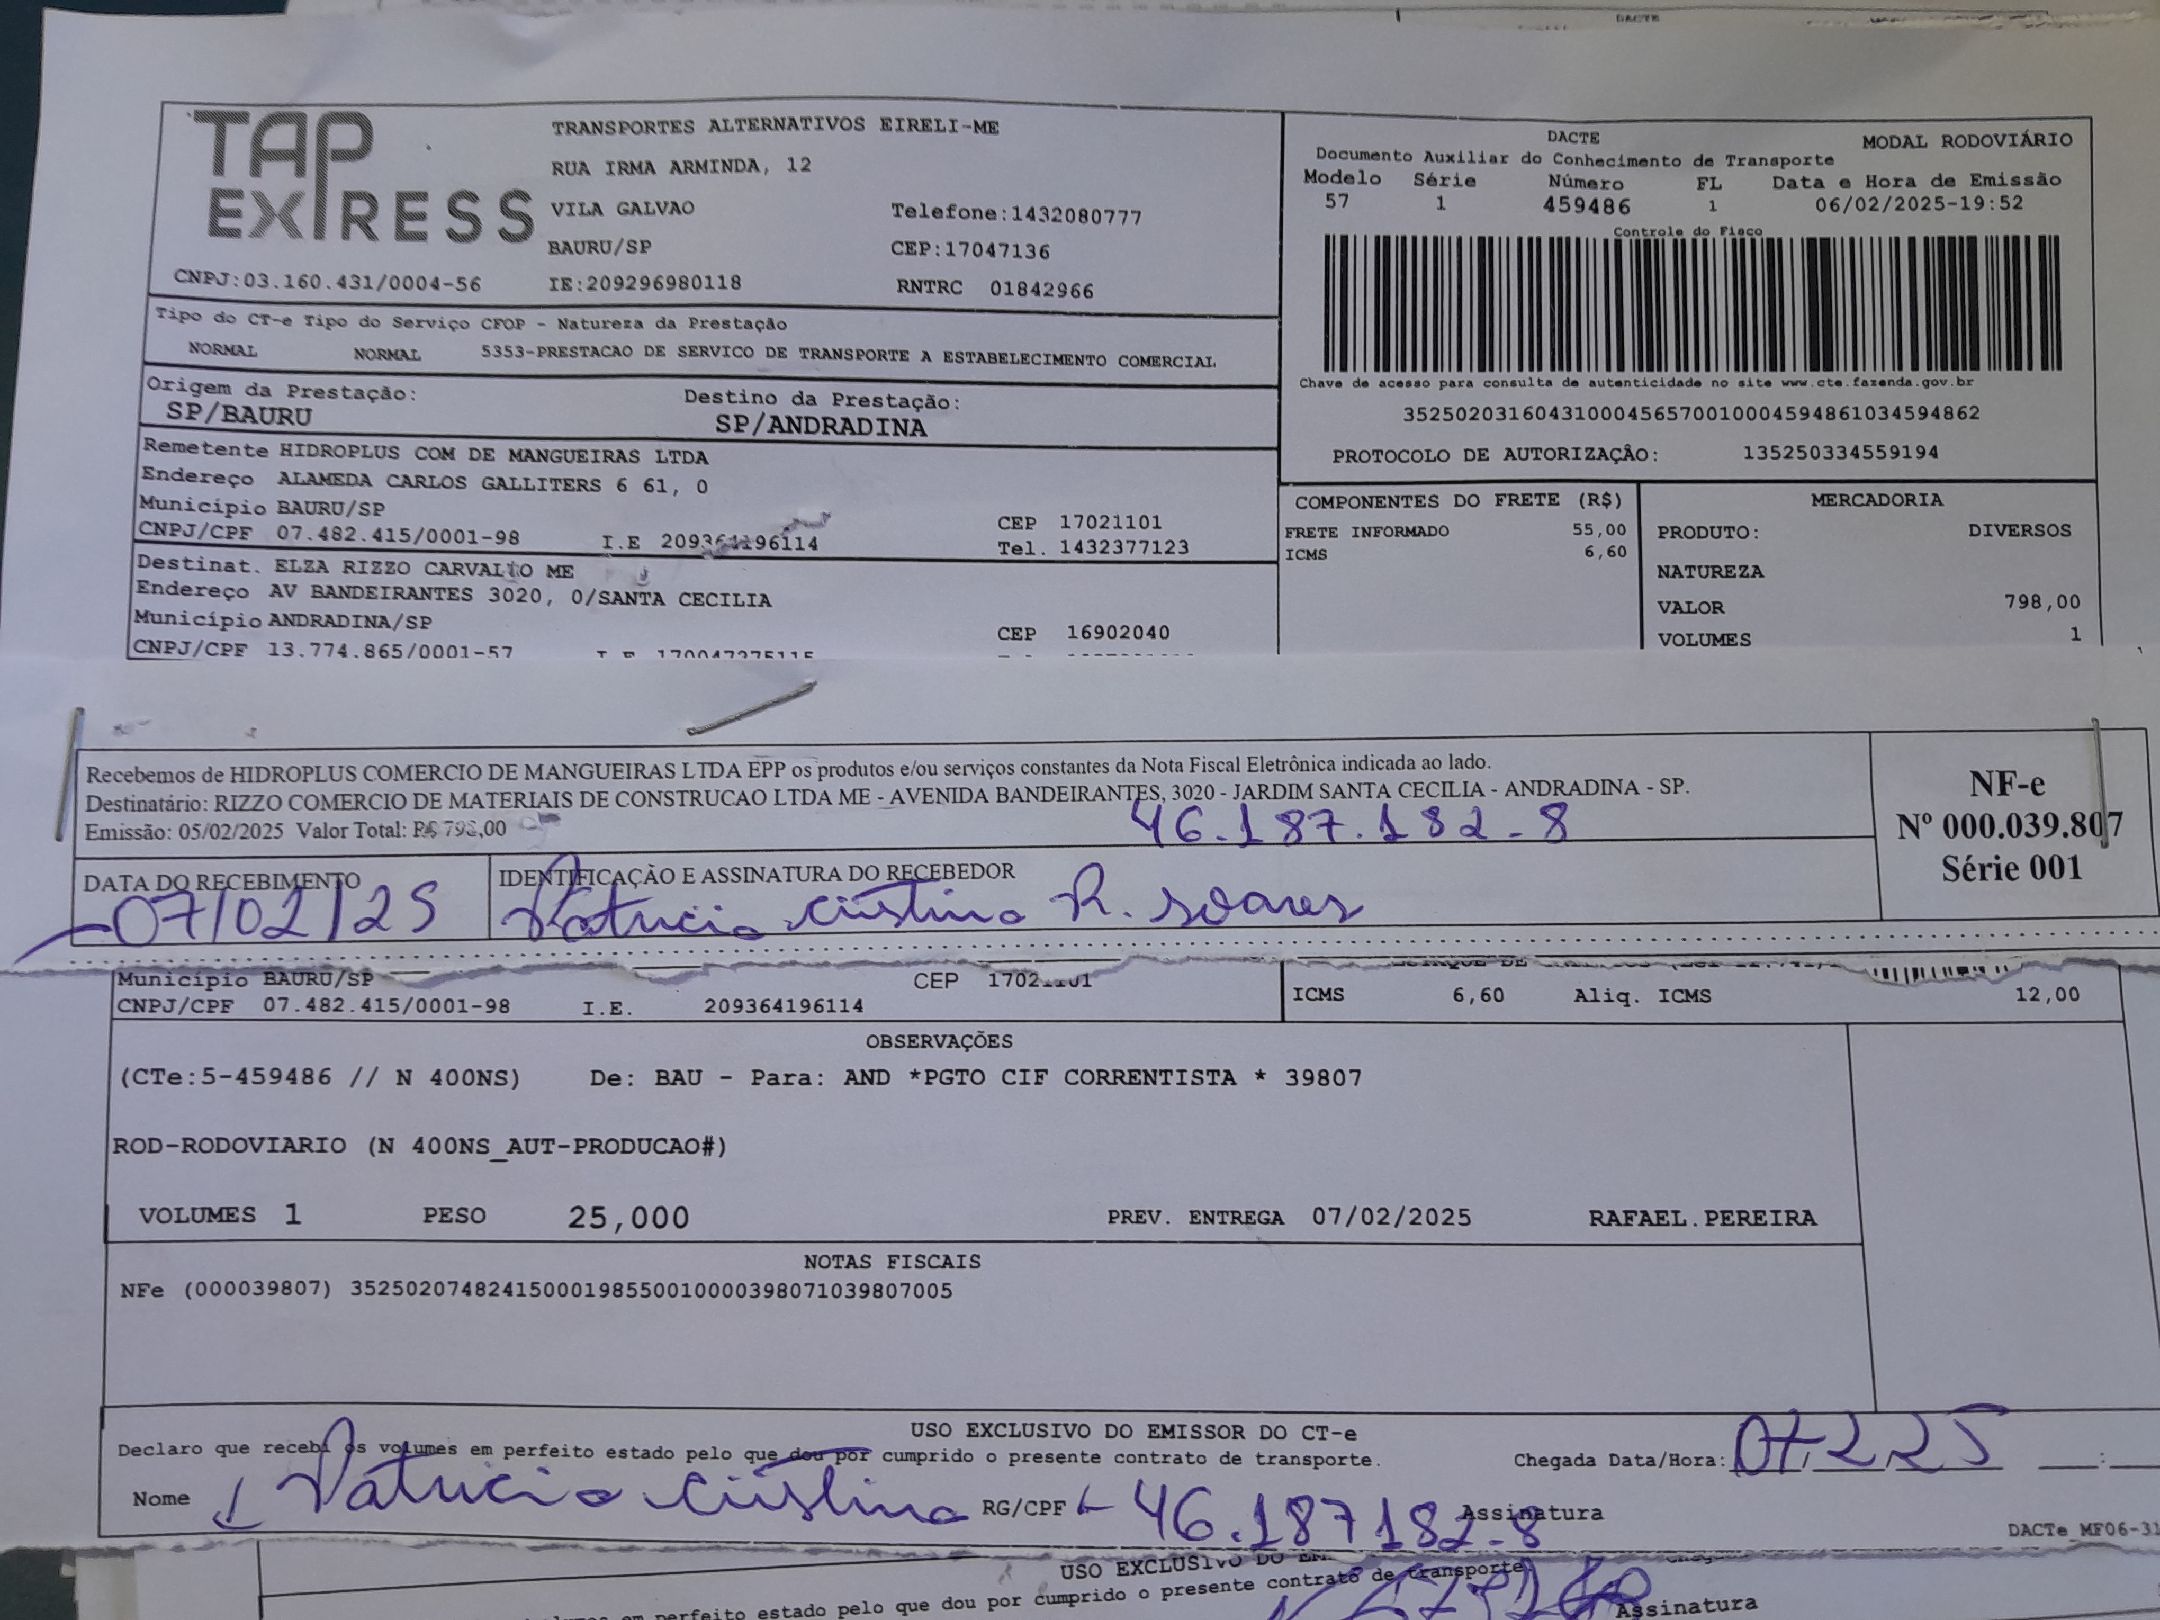 DACTE
TAP
EXPRESS
TRANSPORTES ALTERNATIVOS EIRELI-ME
RUA IRMA ARMINDA, 12
VILA GALVAO Telefone:1432080777
BAURU/SP CEP:17047136
CNPJ:03.160.431/0004-56 IE:209296980118 RNTRC 01842966
DACTE MODAL RODOVIÁRIO
Documento Auxiliar do Conhecimento de Transporte
Modelo Série Número FL Data e Hora de Emissão
57 1 459486 1 06/02/2025-19:52
Controle do Fisco
Chave de acesso para consulta de autenticidade no site www.cte.fazenda.gov.br
35250203160431000456570010004594861034594862
PROTOCOLO DE AUTORIZAÇÂO: 135250334559194
Tipo do CT-e Tipo do Serviço CFOP - Natureza da Prestação
NORMAL NORMAL 5353-PRESTACAO DE SERVICO DE TRANSPORTE A ESTABELECIMENTO COMERCIAL
Origem da Prestação: Destino da Prestação:
SP/BAURU SP/ANDRADINA
Remetente HIDROPLUS COM DE MANGUEIRAS LTDA
Endereço ALAMEDA CARLOS GALLITERS 6 61, 0
Município BAURU/SP CEP 17021101
CNPJ/CPF 07.482.415/0001-98 I.E 209364196114 Tel. 1432377123
Destinat. ELZA RIZZO CARVALIO ME
Endereço AV BANDEIRANTES 3020, 0/SANTA CECILIA
Município ANDRADINA/SP CEP 16902040
CNPJ/CPF 13.774.865/0001-57 I E 170047275115
COMPONENTES DO FRETE (R$) MERCADORIA
FRETE INFORMADO 55,00 PRODUTO: DIVERSOS
ICMS 6,60
NATUREZA
VALOR 798,00
VOLUMES 1
Recebemos de HIDROPLUS COMERCIO DE MANGUEIRAS LTDA EPP os produtos e/ou serviços constantes da Nota Fiscal Eletrônica indicada ao lado.
Destinatário: RIZZO COMERCIO DE MATERIAIS DE CONSTRUCAO LTDA ME - AVENIDA BANDEIRANTES, 3020 - JARDIM SANTA CECILIA - ANDRADINA - SP.
Emissão: 05/02/2025 Valor Total: R$ 798,00 46.187.182-8
NF-e
Nº 000.039.807
Série 001
DATA DO RECEBIMENTO IDENTIFICAÇÃO E ASSINATURA DO RECEBEDOR
07/02/25 Patricia cristina R. soares
Município BAURU/SP CEP
CNPJ/CPF 07.482.415/0001-98 I.E. 209364196114 ICMS 6,60 Aliq. ICMS 12,00
OBSERVAÇÕES
(CTe:5-459486 // N 400NS) De: BAU - Para: AND *PGTO CIF CORRENTISTA * 39807
ROD-RODOVIARIO (N 400NS_AUT-PRODUCAO#)
VOLUMES 1 PESO 25,000 PREV. ENTREGA 07/02/2025 RAFAEL.PEREIRA
NOTAS FISCAIS
NFe (000039807) 35250207482415000198550010000398071039807005
USO EXCLUSIVO DO EMISSOR DO CT-e
Declaro que recebi os volumes em perfeito estado pelo que dou por cumprido o presente contrato de transporte. Chegada Data/Hora: 07 2 25 :
Nome Patricia cristina RG/CPF 46.187182-8 Assinatura
DACTe MF06-31
USO EXCLUSIVO DO
em perfeito estado pelo que dou por cumprido o presente contrato de transporte
Assinatura